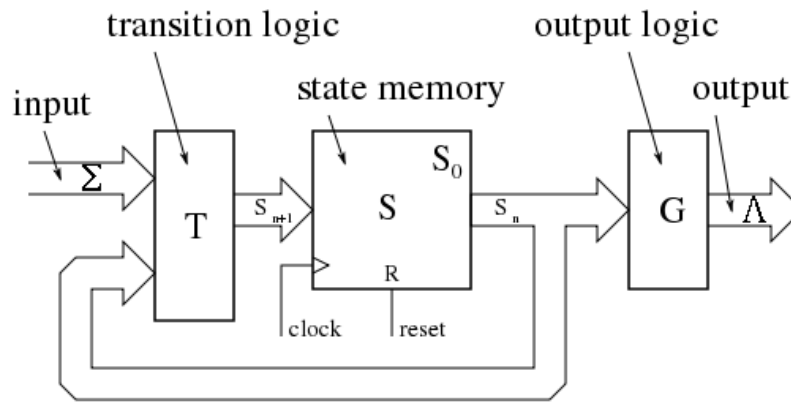 transition logic
output logic
input
state memory
output
Σ
S₀
T
Sₙ₊₁
S
Sₙ
G
Λ
R
clock
reset